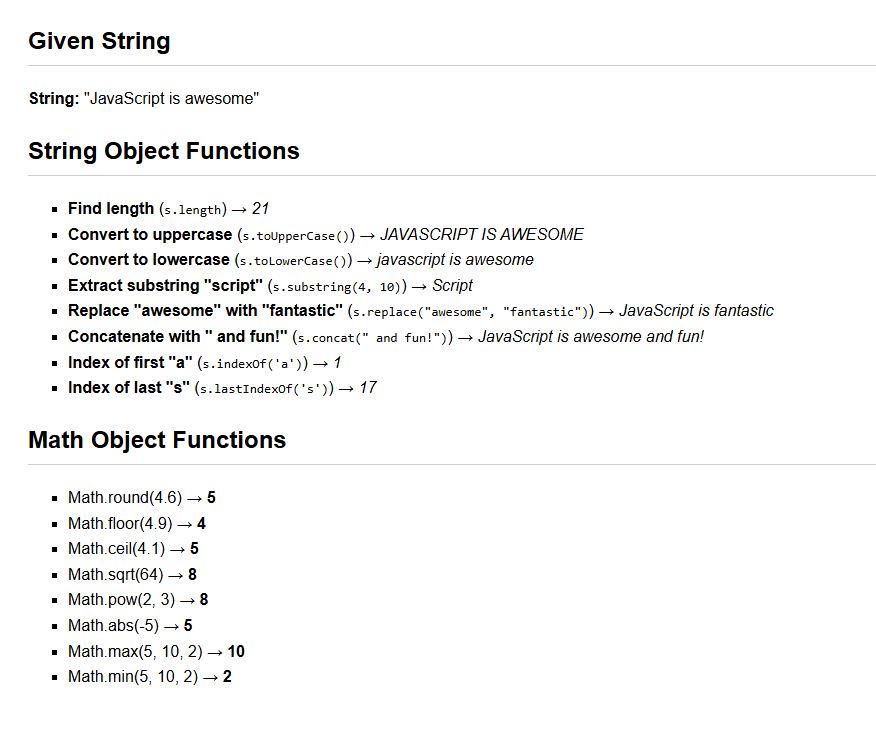 Given String
String: "JavaScript is awesome"
String Object Functions
▪ Find length (s.length) → 21
▪ Convert to uppercase (s.toUpperCase()) → JAVASCRIPT IS AWESOME
▪ Convert to lowercase (s.toLowerCase()) → javascript is awesome
▪ Extract substring "script" (s.substring(4, 10)) → Script
▪ Replace "awesome" with "fantastic" (s.replace("awesome", "fantastic")) → JavaScript is fantastic
▪ Concatenate with " and fun!" (s.concat(" and fun!")) → JavaScript is awesome and fun!
▪ Index of first "a" (s.indexOf('a')) → 1
▪ Index of last "s" (s.lastIndexOf('s')) → 17
Math Object Functions
▪ Math.round(4.6) → 5
▪ Math.floor(4.9) → 4
▪ Math.ceil(4.1) → 5
▪ Math.sqrt(64) → 8
▪ Math.pow(2, 3) → 8
▪ Math.abs(-5) → 5
▪ Math.max(5, 10, 2) → 10
▪ Math.min(5, 10, 2) → 2